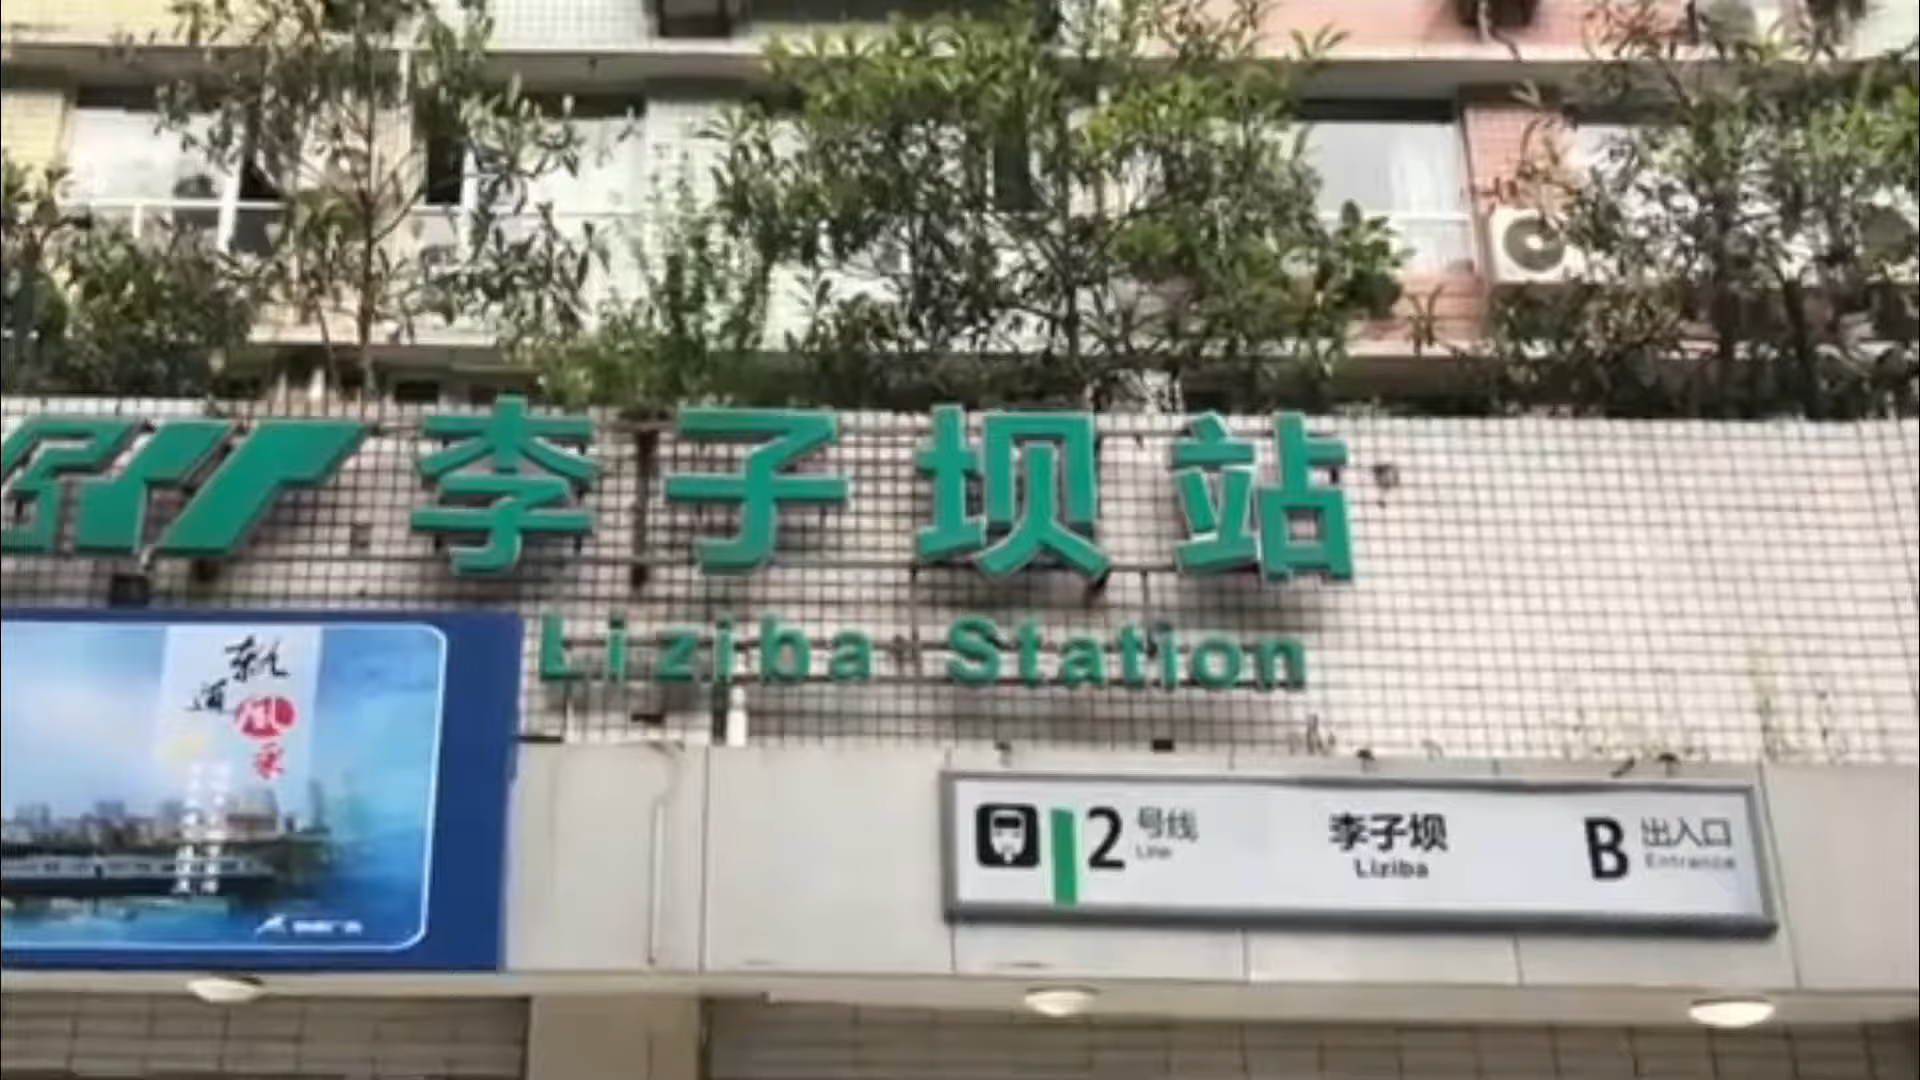 李子坝站
Liziba Station
轨道
风采
2 号线
Line
李子坝
Liziba
B 出入口
Entrance